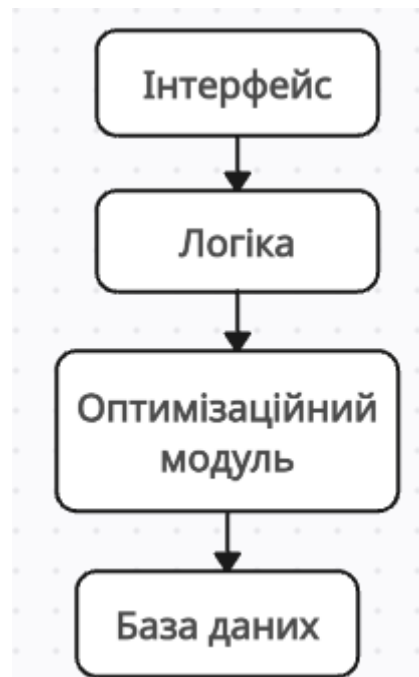 Інтерфейс
Логіка
Оптимізаційний
модуль
База даних